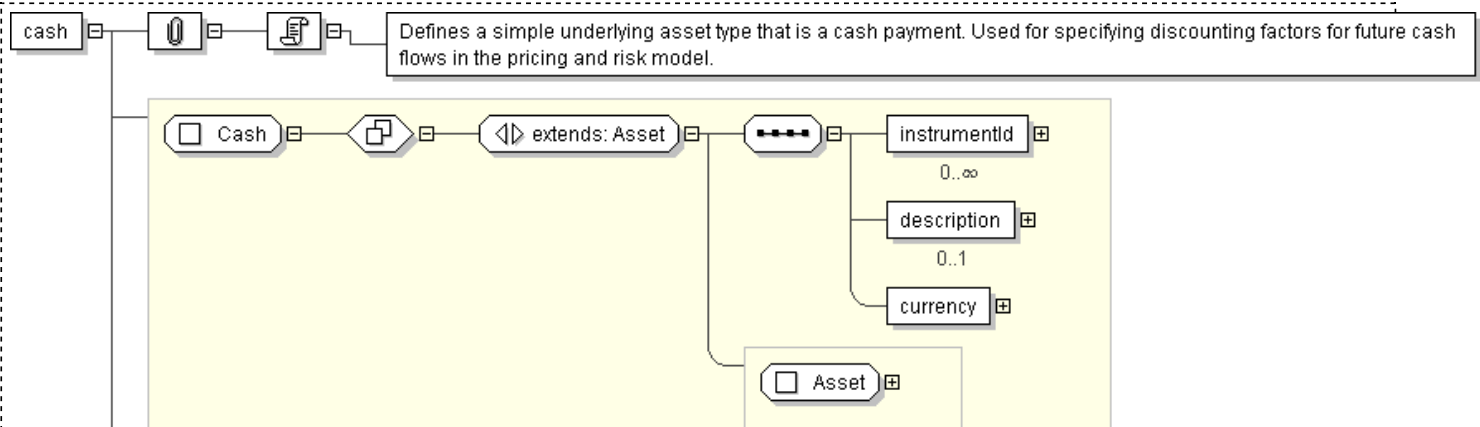 cash
Defines a simple underlying asset type that is a cash payment. Used for specifying discounting factors for future cash
flows in the pricing and risk model.
Cash
extends: Asset
instrumentId
0..∞
description
0..1
currency
Asset